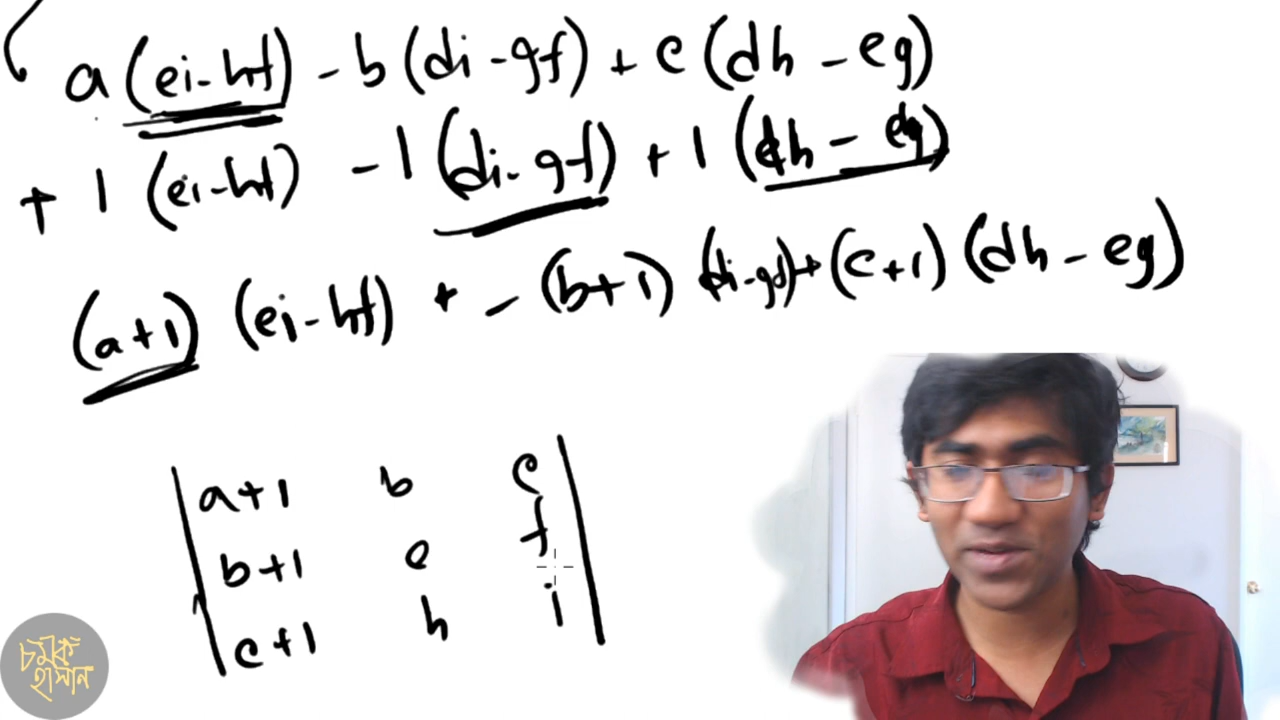 a (ei-hf) - b (di - gf) + c (dh - eg)
+ 1 (ei-hf) - 1 (di- gf) + 1 (dh - eg)
(a+1) (ei-hf) + - (b+1) (di-gf)+ (c+1) (dh - eg)
a+1 b c
b+1 e f
c+1 h i
চমক
হাসান